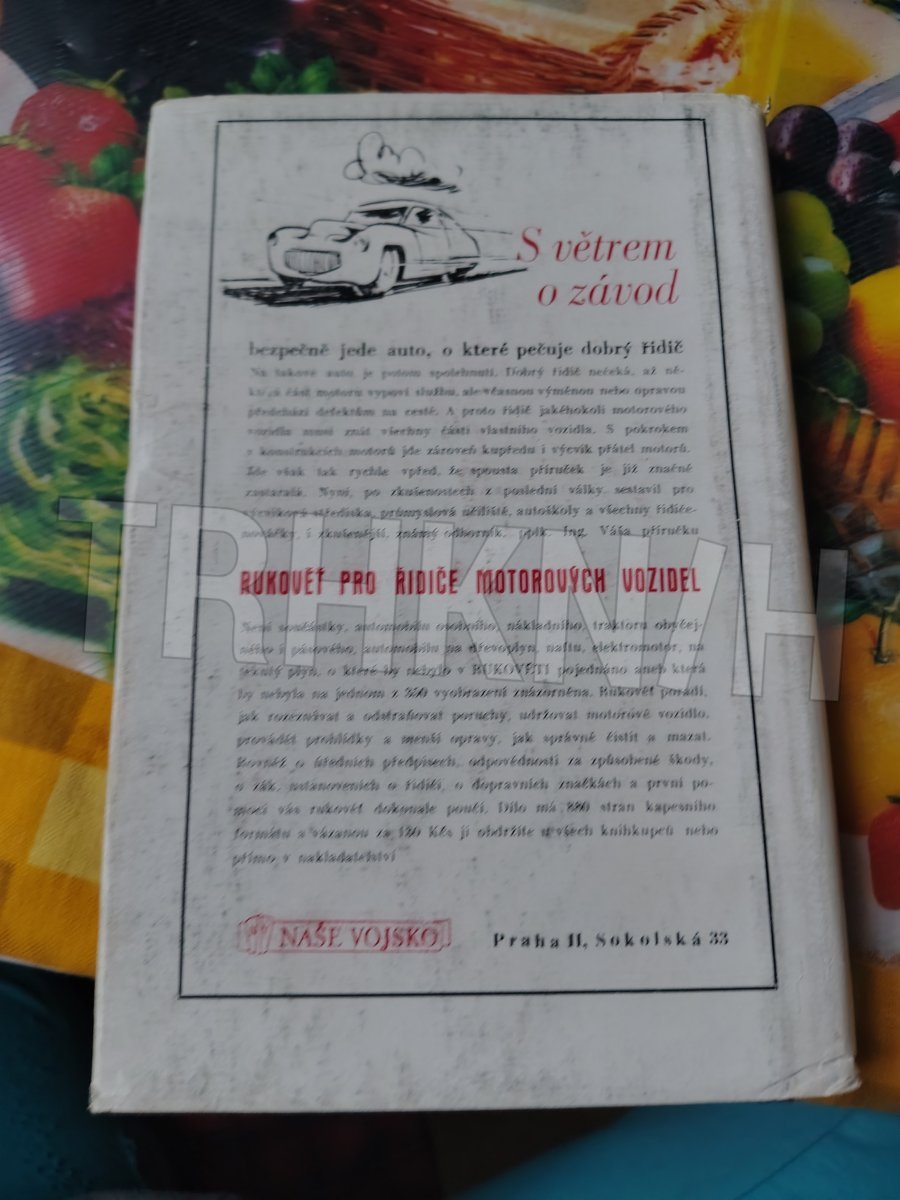 S větrem
o závod
bezpečně jede auto, o které pečuje dobrý řidič
Na takové auto je potom spolehnutí. Dobrý řidič nečeká, až ně-
která část motoru vypoví službu, ale včasnou výměnou nebo opravou
předchází defektům na cestě. A proto řidič jakéhokoli motorového
vozidla musí znát všechny části vlastního vozidla. S pokrokem
v konstrukcích motorů jde zároveň kupředu i výcvik přátel motorů.
Jde však tak rychle vpřed, že spousta příruček je již značně
zastaralá. Nyní, po zkušenostech z poslední války sestavil pro
výcviková střediska, průmyslová učiliště, autoškoly a všechny řidiče-
nováčky i zkušenější, známý odborník, pplk. Ing. Váša příručku
RUKOVĚŤ PRO ŘIDIČE MOTOROVÝCH VOZIDEL
Není součástky, automobilu osobního, nákladního, traktoru obyčej-
ného i pásového, automobilu na dřevoplyn, naftu, elektromotor, na
tekutý plyn, o které by nebylo v RUKOVĚTI pojednáno aneb která
by nebyla na jednom z 350 vyobrazení znázorněna. Rukověť poradí,
jak rozeznávat a odstraňovat poruchy, udržovat motorové vozidlo,
provádět prohlídky a menší opravy, jak správně čistit a mazat.
Rovněž o úředních předpisech, odpovědnosti za způsobené škody,
o zák. ustanoveních o řidiči, o dopravních značkách a první po-
moci vás rukověť dokonale poučí. Dílo má 880 stran kapesního
formátu a vázanou za 180 Kčs ji obdržíte u všech knihkupců nebo
přímo v nakladatelství
NAŠE VOJSKO
Praha II, Sokolská 33
TRHKNIH